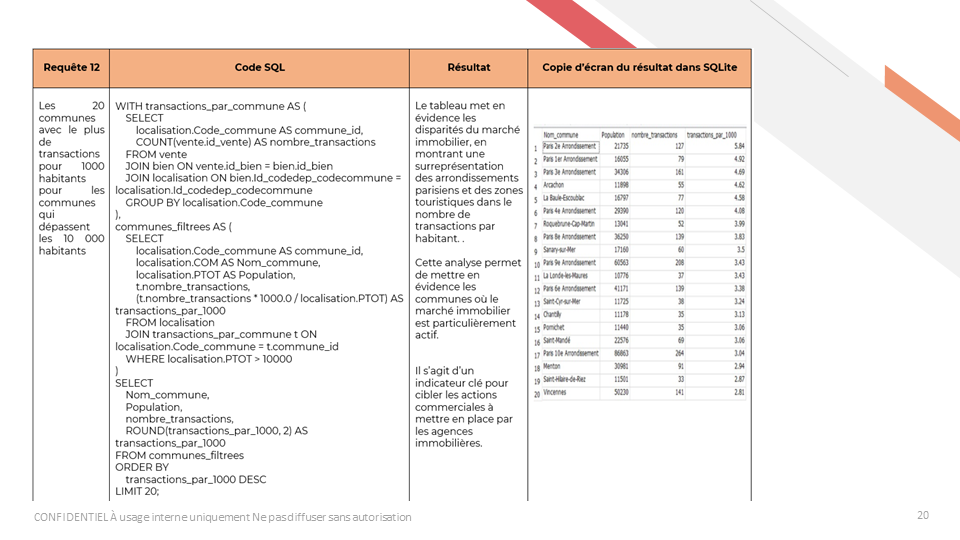 Requête 12
Code SQL
Résultat
Copie d'écran du résultat dans SQLite
Les 20
communes
avec le plus
de
transactions
pour 1000
habitants
pour les
communes
qui
dépassent
les 10 000
habitants
WITH transactions_par_commune AS (
SELECT
localisation.Code_commune AS commune_id,
COUNT(vente.id_vente) AS nombre_transactions
FROM vente
JOIN bien ON vente.id_bien = bien.id_bien
JOIN localisation ON bien.Id_codedep_codecommune =
localisation.Id_codedep_codecommune
GROUP BY localisation.Code_commune
),
communes_filtrees AS (
SELECT
localisation.Code_commune AS commune_id,
localisation.COM AS Nom_commune,
localisation.PTOT AS Population,
t.nombre_transactions,
(t.nombre_transactions * 1000.0 / localisation.PTOT) AS
transactions_par_1000
FROM localisation
JOIN transactions_par_commune t ON
localisation.Code_commune = t.commune_id
WHERE localisation.PTOT > 10000
)
SELECT
Nom_commune,
Population,
nombre_transactions,
ROUND(transactions_par_1000, 2) AS
transactions_par_1000
FROM communes_filtrees
ORDER BY
transactions_par_1000 DESC
LIMIT 20;
Le tableau met en
évidence les
disparités du marché
immobilier, en
montrant une
surreprésentation
des arrondissements
parisiens et des zones
touristiques dans le
nombre de
transactions par
habitant. .
Cette analyse permet
de mettre en
évidence les
communes où le
marché immobilier
est particulièrement
actif.
Il s'agit d'un
indicateur clé pour
cibler les actions
commerciales à
mettre en place par
les agences
immobilières.
Nom_commune Population nombre_transactions transactions_par_1000
1 Paris 2e Arrondissement 21735 127 5.84
2 Paris 1er Arrondissement 16055 79 4.92
3 Paris 3e Arrondissement 34306 161 4.69
4 Arcachon 11898 55 4.62
5 La Baule-Escoublac 16797 77 4.58
6 Paris 4e Arrondissement 29390 120 4.08
7 Roquebrune-Cap-Martin 13041 52 3.99
8 Paris 8e Arrondissement 36250 139 3.83
9 Sanary-sur-Mer 17160 60 3.5
10 Paris 9e Arrondissement 60563 208 3.43
11 La Londe-les-Maures 10776 37 3.43
12 Paris 6e Arrondissement 41171 139 3.38
13 Saint-Cyr-sur-Mer 11725 38 3.24
14 Chantilly 11178 35 3.13
15 Pornichet 11440 35 3.06
16 Saint-Mandé 22576 69 3.06
17 Paris 10e Arrondissement 86863 264 3.04
18 Menton 30981 91 2.94
19 Saint-Hilaire-de-Riez 11501 33 2.87
20 Vincennes 50230 141 2.81
CONFIDENTIEL À usage interne uniquement Ne pas diffuser sans autorisation
20